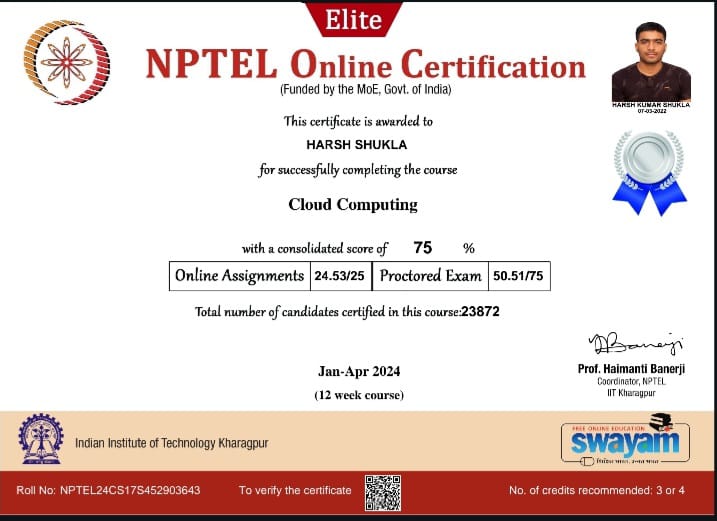 Elite
NPTEL Online Certification
(Funded by the MoE, Govt. of India)
HARSH KUMAR SHUKLA
07-03-2022
This certificate is awarded to
HARSH SHUKLA
for successfully completing the course
Cloud Computing
with a consolidated score of 75 %
Online Assignments 24.53/25 Proctored Exam 50.51/75
Total number of candidates certified in this course:23872
Jan-Apr 2024
(12 week course)
Prof. Haimanti Banerji
Coordinator, NPTEL
IIT Kharagpur
Indian Institute of Technology Kharagpur
FREE ONLINE EDUCATION
swayam
शिक्षित भारत, उन्नत भारत
Roll No: NPTEL24CS17S452903643 To verify the certificate No. of credits recommended: 3 or 4